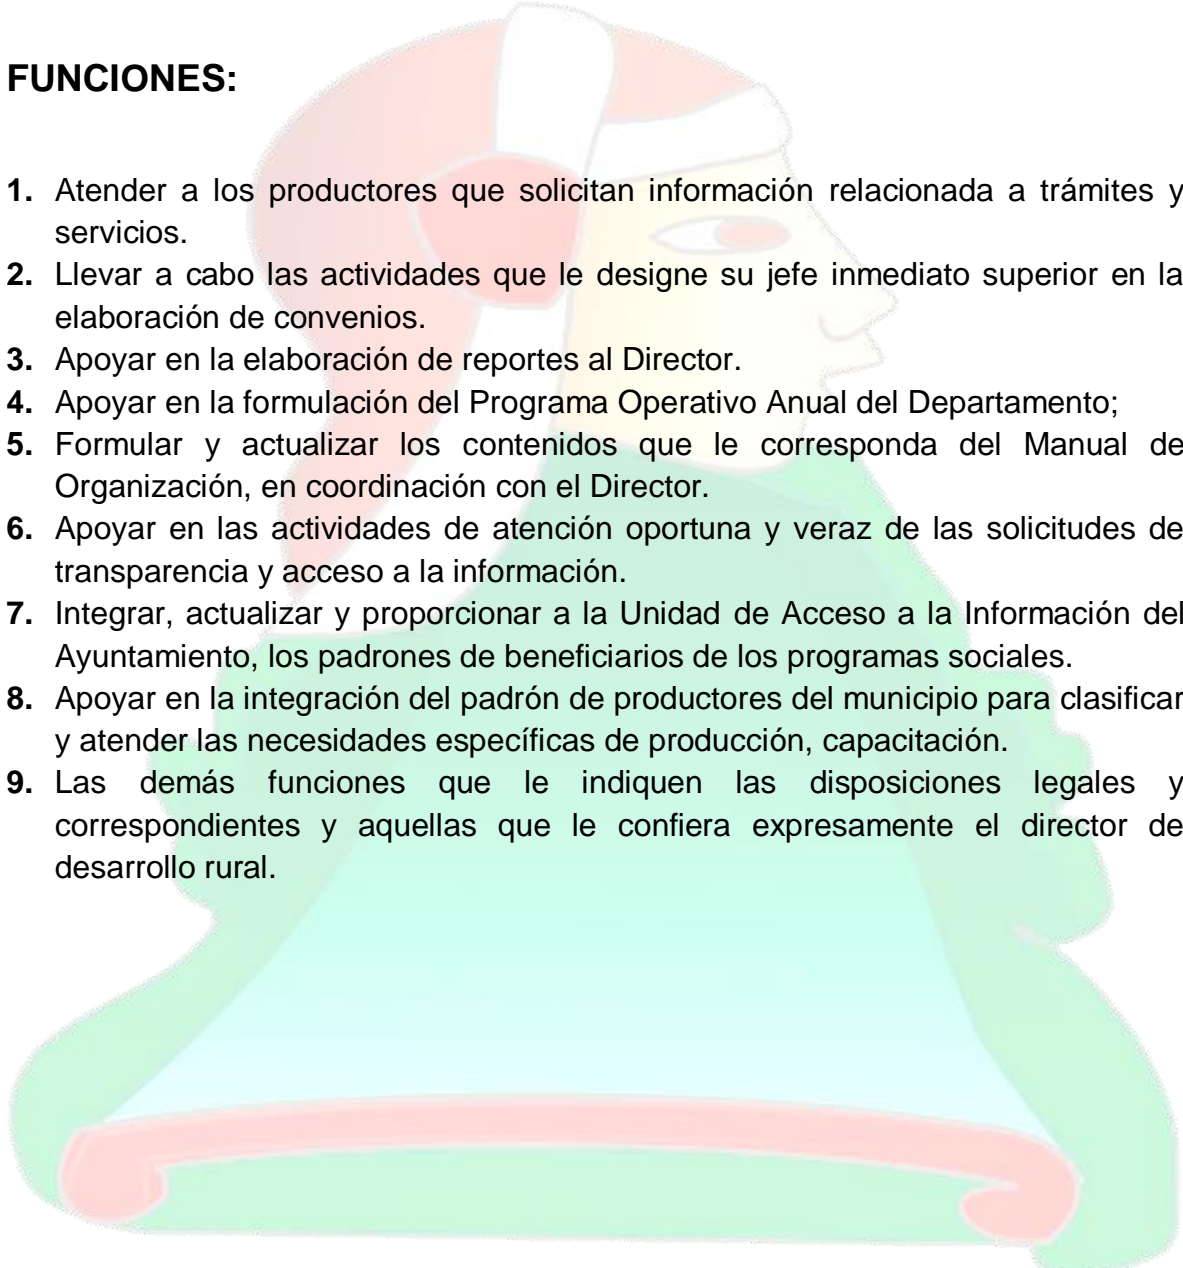 FUNCIONES:
1. Atender a los productores que solicitan información relacionada a trámites y
servicios.
2. Llevar a cabo las actividades que le designe su jefe inmediato superior en la
elaboración de convenios.
3. Apoyar en la elaboración de reportes al Director.
4. Apoyar en la formulación del Programa Operativo Anual del Departamento;
5. Formular y actualizar los contenidos que le corresponda del Manual de
Organización, en coordinación con el Director.
6. Apoyar en las actividades de atención oportuna y veraz de las solicitudes de
transparencia y acceso a la información.
7. Integrar, actualizar y proporcionar a la Unidad de Acceso a la Información del
Ayuntamiento, los padrones de beneficiarios de los programas sociales.
8. Apoyar en la integración del padrón de productores del municipio para clasificar
y atender las necesidades específicas de producción, capacitación.
9. Las demás funciones que le indiquen las disposiciones legales y
correspondientes y aquellas que le confiera expresamente el director de
desarrollo rural.